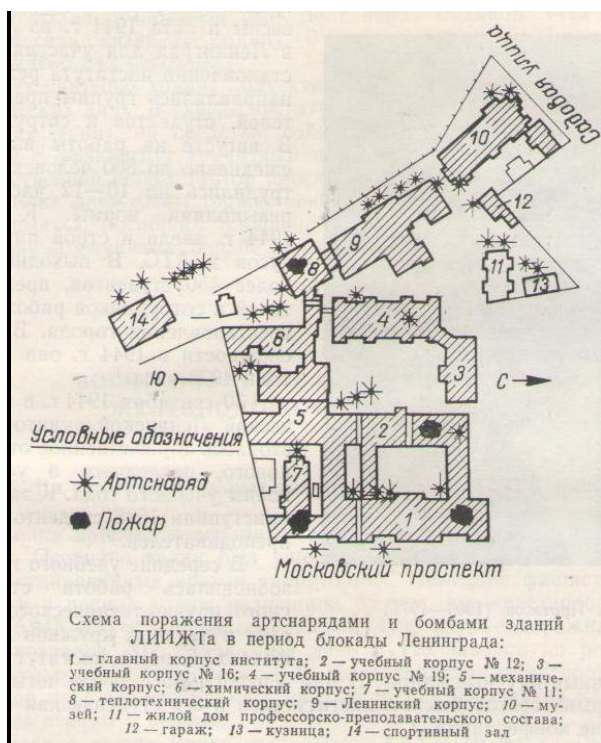 Садовая улица
10
12
9
11
8
13
14
4
6
3
Ю
С
5
2
Условные обозначения
7
Артснаряд
1
Пожар
Московский проспект
Схема поражения артснарядами и бомбами зданий
ЛИИЖТа в период блокады Ленинграда:
1 — главный корпус института; 2 — учебный корпус № 12; 3 —
учебный корпус № 16; 4 — учебный корпус № 19; 5 — механиче-
ский корпус; 6 — химический корпус; 7 — учебный корпус № 11;
8 — теплотехнический корпус; 9 — Ленинский корпус; 10 — му-
зей; 11 — жилой дом профессорско-преподавательского состава;
12 — гараж; 13 — кузница; 14 — спортивный зал